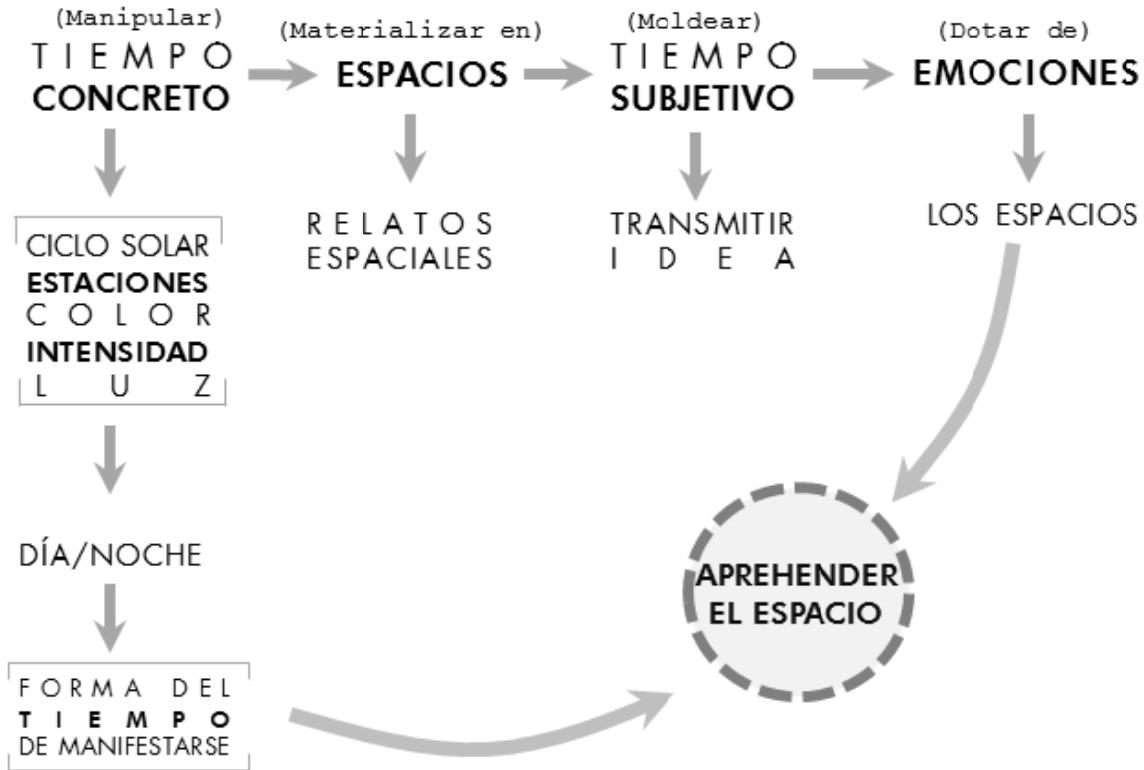 (Manipular)
TIEMPO
CONCRETO
(Materializar en)
ESPACIOS
(Moldear)
TIEMPO
SUBJETIVO
(Dotar de)
EMOCIONES
CICLO SOLAR
ESTACIONES
COLOR
INTENSIDAD
LUZ
RELATOS
ESPACIALES
TRANSMITIR
IDEA
LOS ESPACIOS
DÍA/NOCHE
FORMA DEL
TIEMPO
DE MANIFESTARSE
APREHENDER
EL ESPACIO